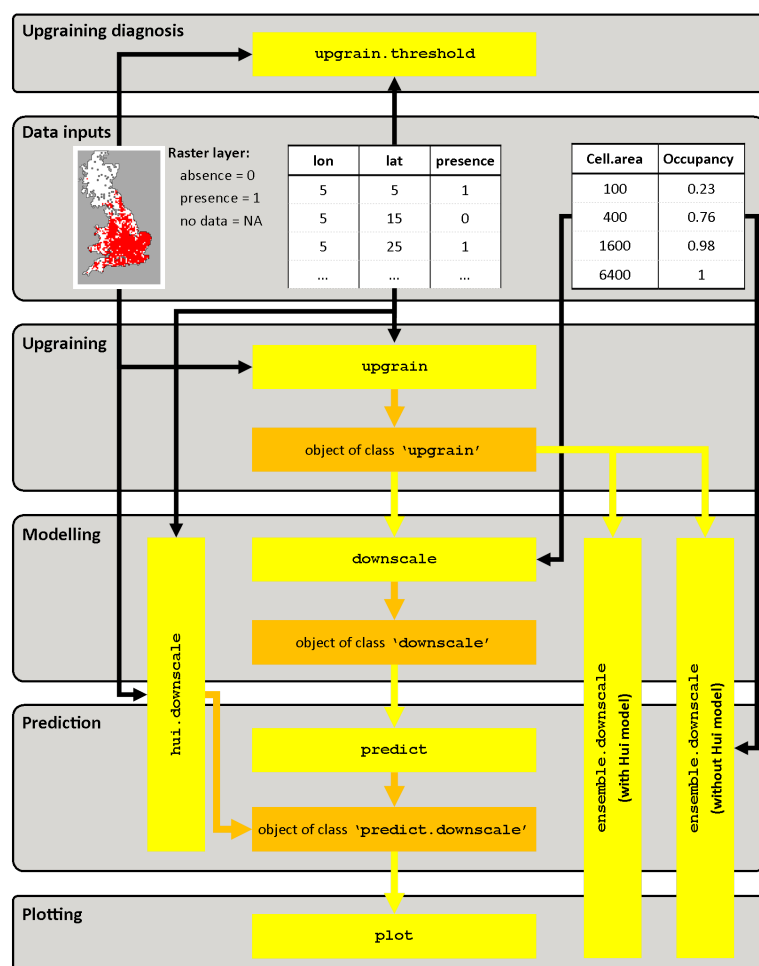 Upgraining diagnosis
upgrain.threshold
Data inputs
Raster layer:
absence = 0
presence = 1
no data = NA
lon lat presence
5 5 1
5 15 0
5 25 1
... ... ...
Cell.area Occupancy
100 0.23
400 0.76
1600 0.98
6400 1
Upgraining
upgrain
object of class ‘upgrain’
Modelling
downscale
object of class ‘downscale’
hui.downscale
ensemble.downscale
(with Hui model)
ensemble.downscale
(without Hui model)
Prediction
predict
object of class ‘predict.downscale’
Plotting
plot